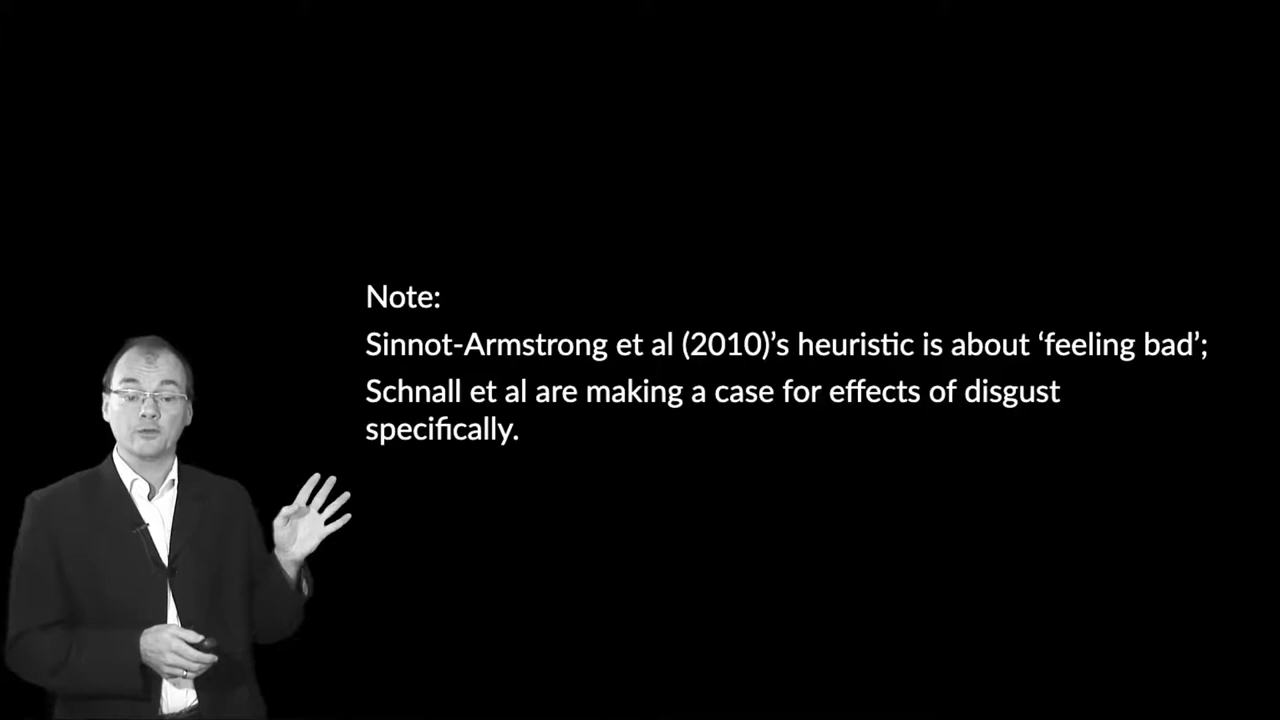 Note:
Sinnot-Armstrong et al (2010)’s heuristic is about ‘feeling bad’;
Schnall et al are making a case for effects of disgust
specifically.